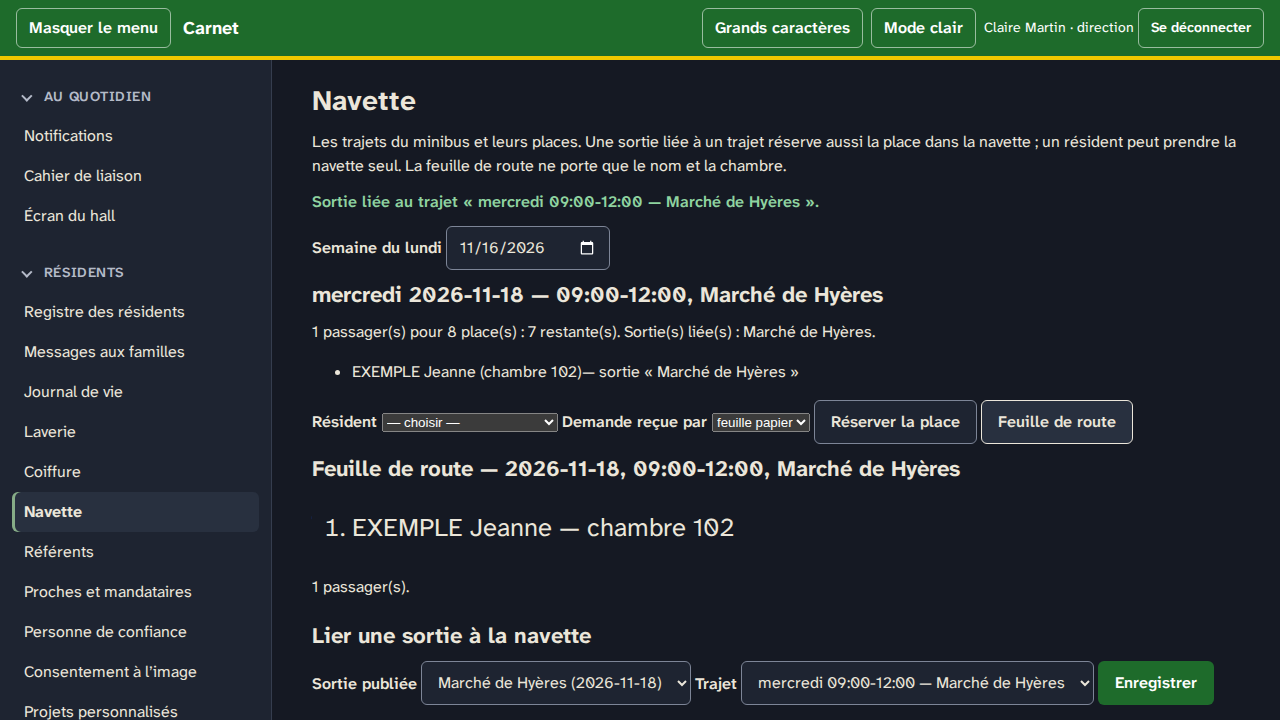 Masquer le menu Carnet Grands caractères Mode clair Claire Martin · direction Se déconnecter
AU QUOTIDIEN
Notifications
Cahier de liaison
Écran du hall
RÉSIDENTS
Registre des résidents
Messages aux familles
Journal de vie
Laverie
Coiffure
Navette
Référents
Proches et mandataires
Personne de confiance
Consentement à l’image
Projets personnalisés
Navette
Les trajets du minibus et leurs places. Une sortie liée à un trajet réserve aussi la place dans la navette ; un résident peut prendre la
navette seul. La feuille de route ne porte que le nom et la chambre.
Sortie liée au trajet « mercredi 09:00-12:00 — Marché de Hyères ».
Semaine du lundi 11/16/2026
mercredi 2026-11-18 — 09:00-12:00, Marché de Hyères
1 passager(s) pour 8 place(s) : 7 restante(s). Sortie(s) liée(s) : Marché de Hyères.
• EXEMPLE Jeanne (chambre 102)— sortie « Marché de Hyères »
Résident — choisir — Demande reçue par feuille papier Réserver la place Feuille de route
Feuille de route — 2026-11-18, 09:00-12:00, Marché de Hyères
1. EXEMPLE Jeanne — chambre 102
1 passager(s).
Lier une sortie à la navette
Sortie publiée Marché de Hyères (2026-11-18) Trajet mercredi 09:00-12:00 — Marché de Hyères Enregistrer